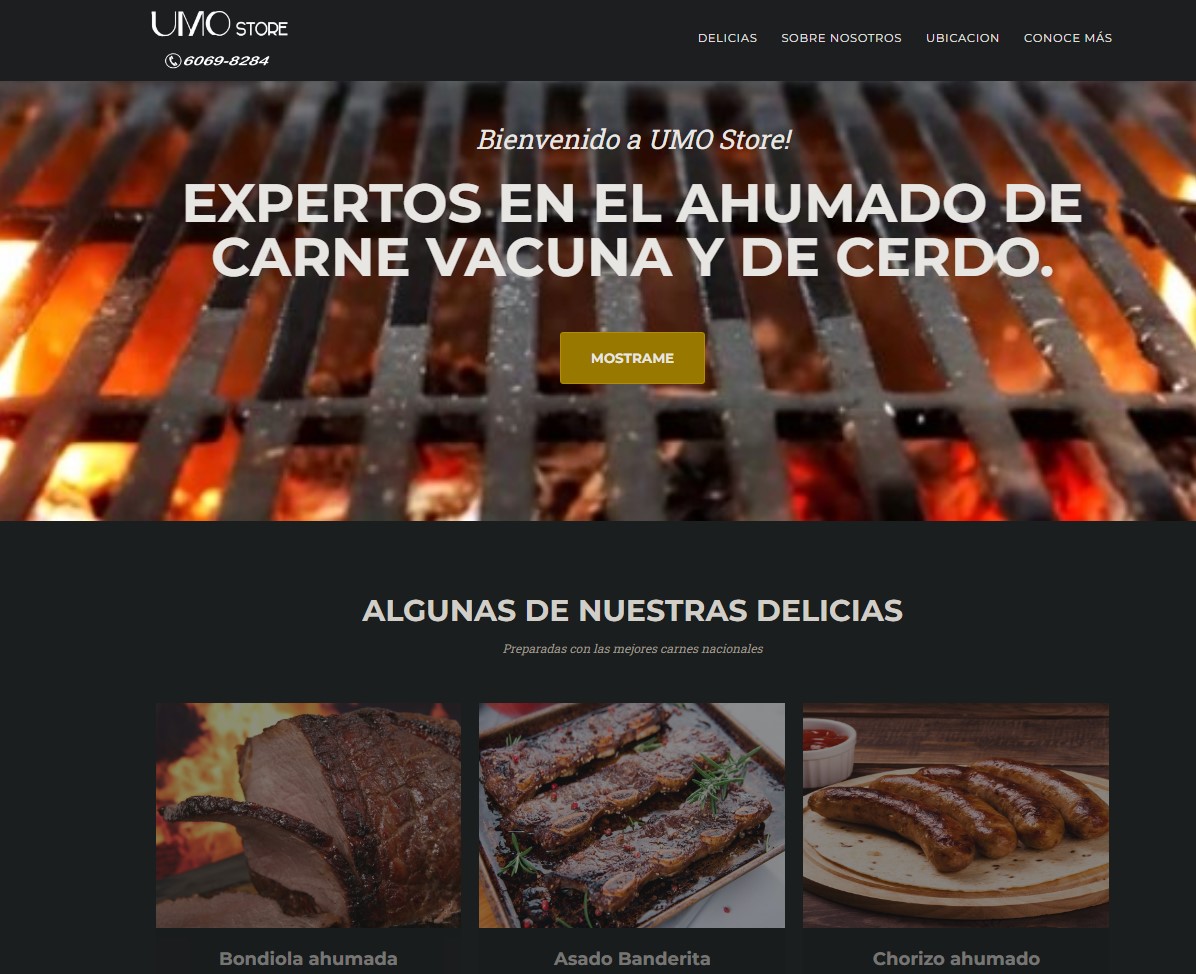 UMO STORE
6069-8284
DELICIAS SOBRE NOSOTROS UBICACION CONOCE MÁS
Bienvenido a UMO Store!
EXPERTOS EN EL AHUMADO DE
CARNE VACUNA Y DE CERDO.
MOSTRAME
ALGUNAS DE NUESTRAS DELICIAS
Preparadas con las mejores carnes nacionales
Bondiola ahumada
Asado Banderita
Chorizo ahumado